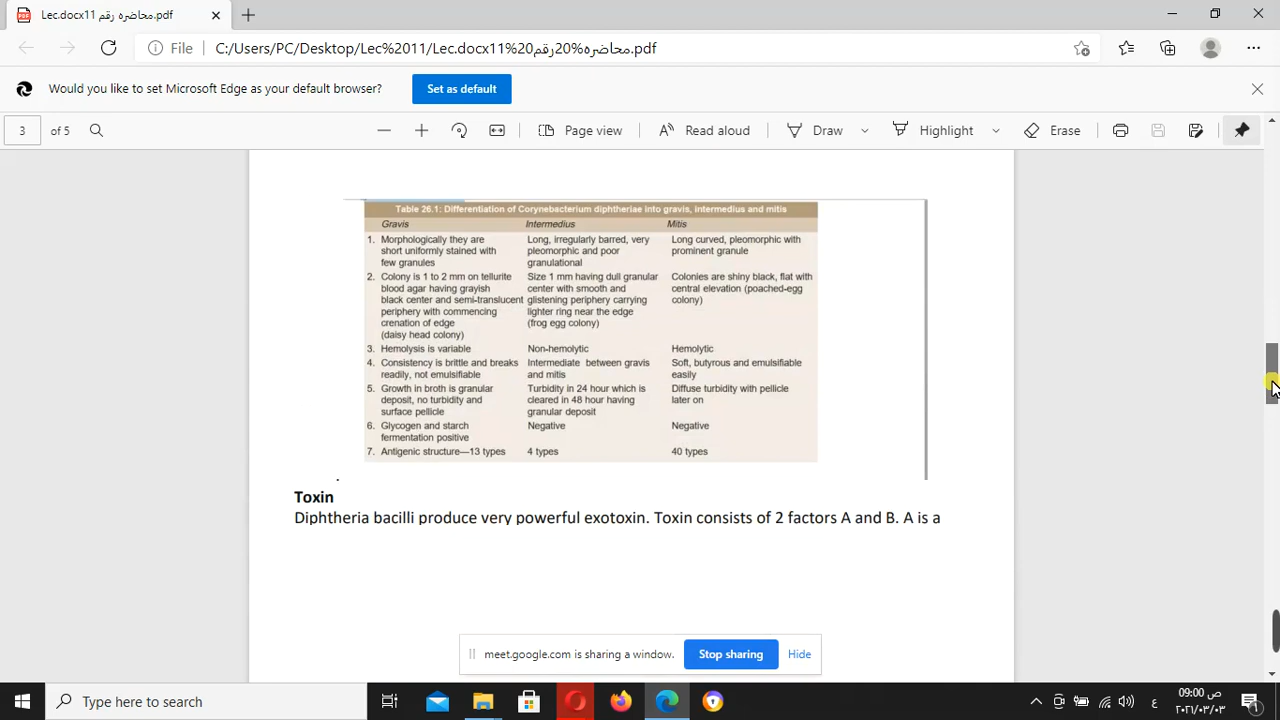 Lec.docx11 محاضره رقم.pdf
File
C:/Users/PC/Desktop/Lec%2011/Lec.docx11%20محاضره%20رقم.pdf
Would you like to set Microsoft Edge as your default browser?
Set as default
3 of 5
Page view
Read aloud
Draw
Highlight
Erase
Table 26.1: Differentiation of Corynebacterium diphtheriae into gravis, intermedius and mitis
Gravis Intermedius Mitis
1. Morphologically they are Long, irregularly barred, very Long curved, pleomorphic with
short uniformly stained with pleomorphic and poor prominent granule
few granules granulational
2. Colony is 1 to 2 mm on tellurite Size 1 mm having dull granular Colonies are shiny black, flat with
blood agar having grayish center with smooth and central elevation (poached-egg
black center and semi-translucent glistening periphery carrying colony)
periphery with commencing lighter ring near the edge
crenation of edge (frog egg colony)
(daisy head colony)
3. Hemolysis is variable Non-hemolytic Hemolytic
4. Consistency is brittle and breaks Intermediate between gravis Soft, butyrous and emulsifiable
readily, not emulsifiable and mitis easily
5. Growth in broth is granular Turbidity in 24 hour which is Diffuse turbidity with pellicle
deposit, no turbidity and cleared in 48 hour having later on
surface pellicle granular deposit
6. Glycogen and starch Negative Negative
fermentation positive
7. Antigenic structure—13 types 4 types 40 types
.
Toxin
Diphtheria bacilli produce very powerful exotoxin. Toxin consists of 2 factors A and B. A is a
meet.google.com is sharing a window.
Stop sharing
Hide
Type here to search
ع
09:00 ص
٢٠٢١/٠٣/٠٣
1